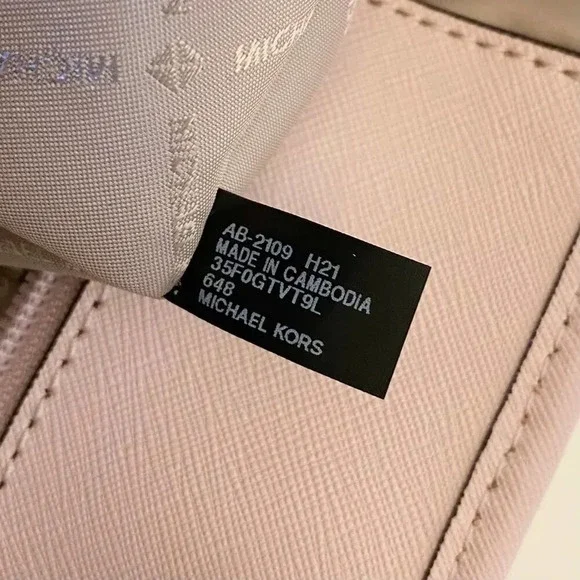 AB-2109 H21
MADE IN CAMBODIA
35F0GTVT9L
648
MICHAEL KORS